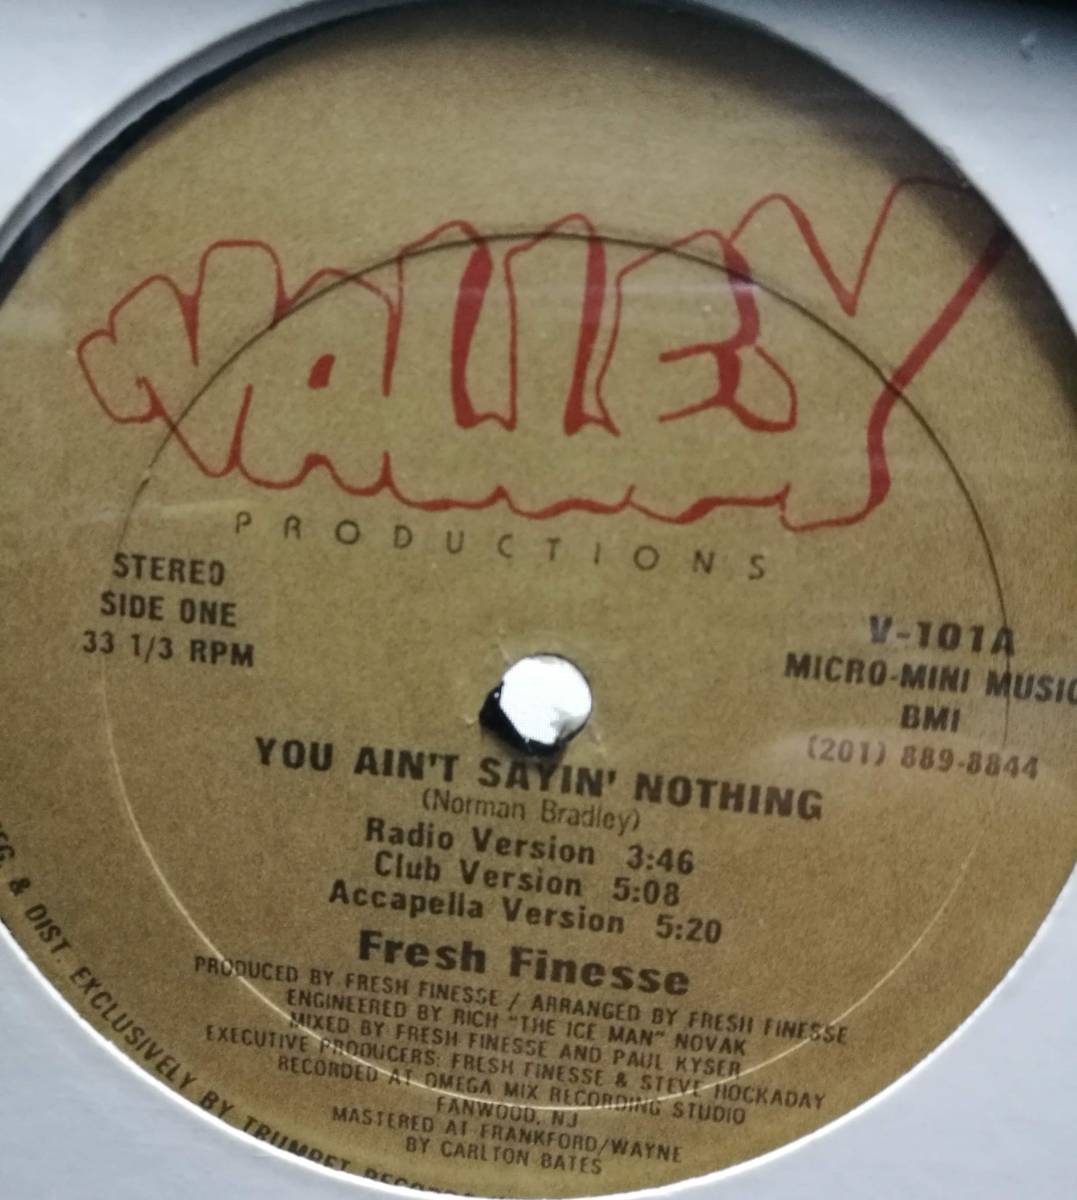 VALLEY
PRODUCTIONS
STEREO
SIDE ONE
33 1/3 RPM
V-101A
MICRO-MINI MUSIC
BMI
(201) 889-8844
YOU AIN'T SAYIN' NOTHING
(Norman Bradley)
Radio Version 3:46
Club Version 5:08
Accapella Version 5:20
Fresh Finesse
PRODUCED BY FRESH FINESSE / ARRANGED BY FRESH FINESSE
ENGINEERED BY RICH "THE ICE MAN" NOVAK
MIXED BY FRESH FINESSE AND PAUL KYSER
EXECUTIVE PRODUCERS: FRESH FINESSE & STEVE HOCKADAY
RECORDED AT OMEGA MIX RECORDING STUDIO
FANWOOD, NJ
MASTERED AT FRANKFORD/WAYNE
BY CARLTON BATES
& DIST. EXCLUSIVELY BY TRUMPET